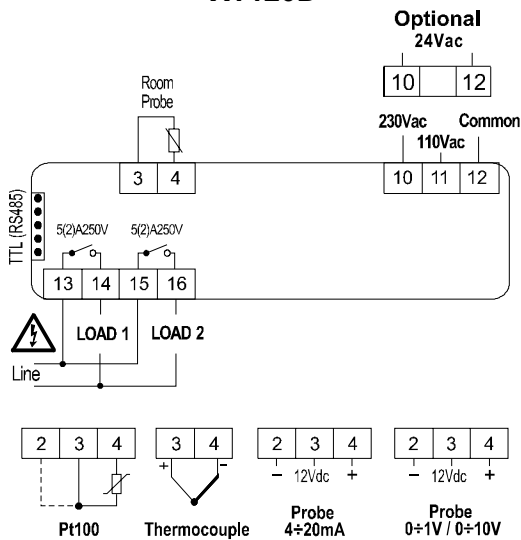 Optional
24Vac
10 12
Room
Probe
230Vac Common
110Vac
3 4
10 11 12
TTL (RS485)
5(2)A250V 5(2)A250V
13 14 15 16
LOAD 1 LOAD 2
Line
2 3 4
3 4
2 3 4
2 3 4
+ -
- 12Vdc +
- 12Vdc +
Pt100
Thermocouple
Probe
4÷20mA
Probe
0÷1V / 0÷10V